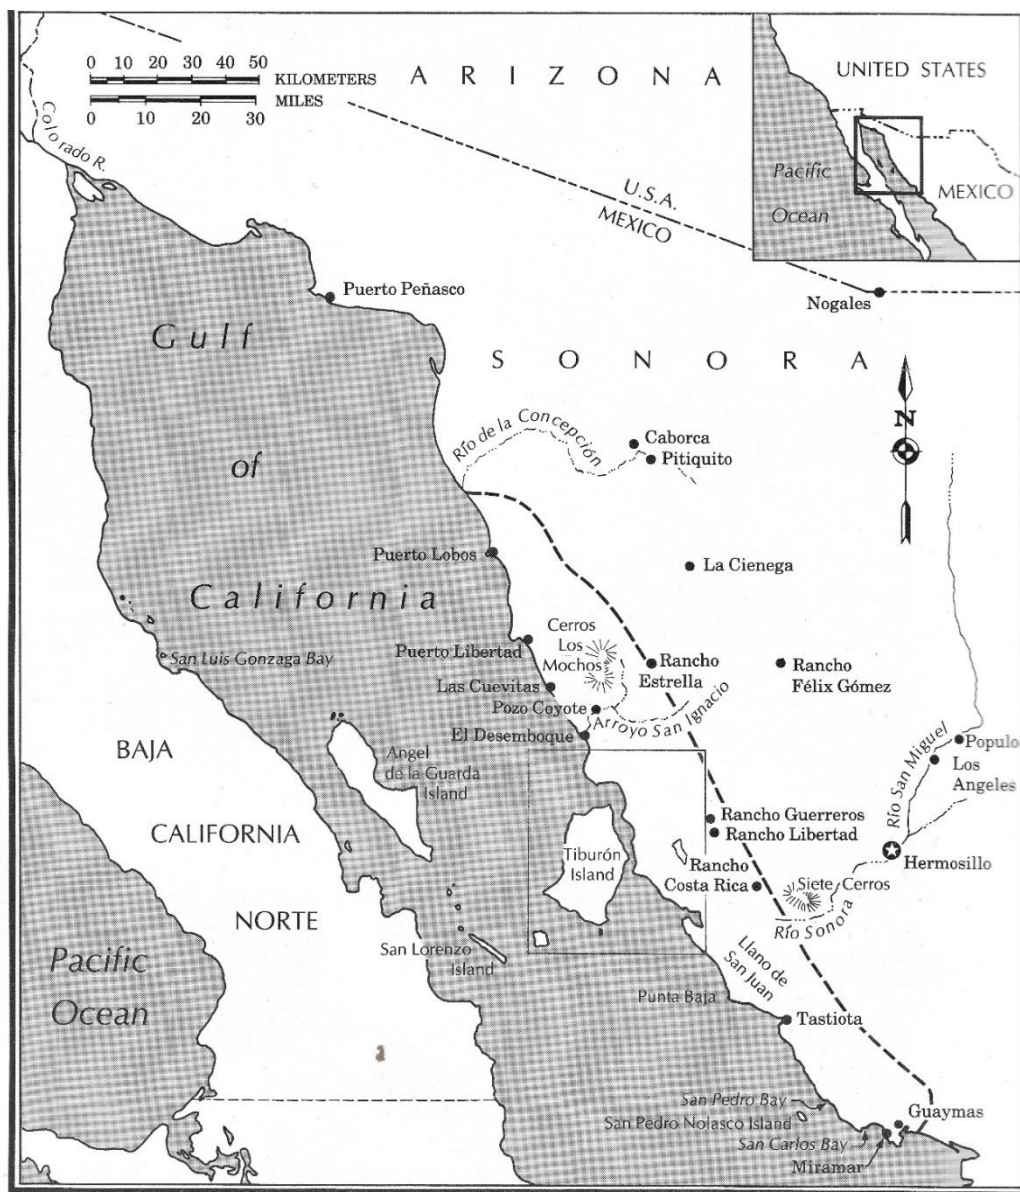 0 10 20 30 40 50
KILOMETERS
MILES
0 10 20 30
ARIZONA
UNITED STATES
Pacific
Ocean
MEXICO
Colorado R.
U.S.A.
MEXICO
Nogales
Puerto Peñasco
Gulf
of
California
SONORA
N
Río de la Concepción
Caborca
Pitiquito
Puerto Lobos
La Cienega
San Luis Gonzaga Bay
Cerros
Los
Mochos
Puerto Libertad
Rancho
Estrella
Rancho
Félix Gómez
Las Cuevitas
Pozo Coyote
Arroyo San Ignacio
El Desemboque
Populo
Los
Angeles
Río San Miguel
BAJA
CALIFORNIA
NORTE
Angel
de la Guarda
Island
Tiburón
Island
Rancho Guerreros
Rancho Libertad
Rancho
Costa Rica
Siete Cerros
Hermosillo
Río Sonora
San Lorenzo
Island
Llano de
San Juan
Punta Baja
Tastiota
Pacific
Ocean
San Pedro Bay
San Pedro Nolasco Island
San Carlos Bay
Miramar
Guaymas